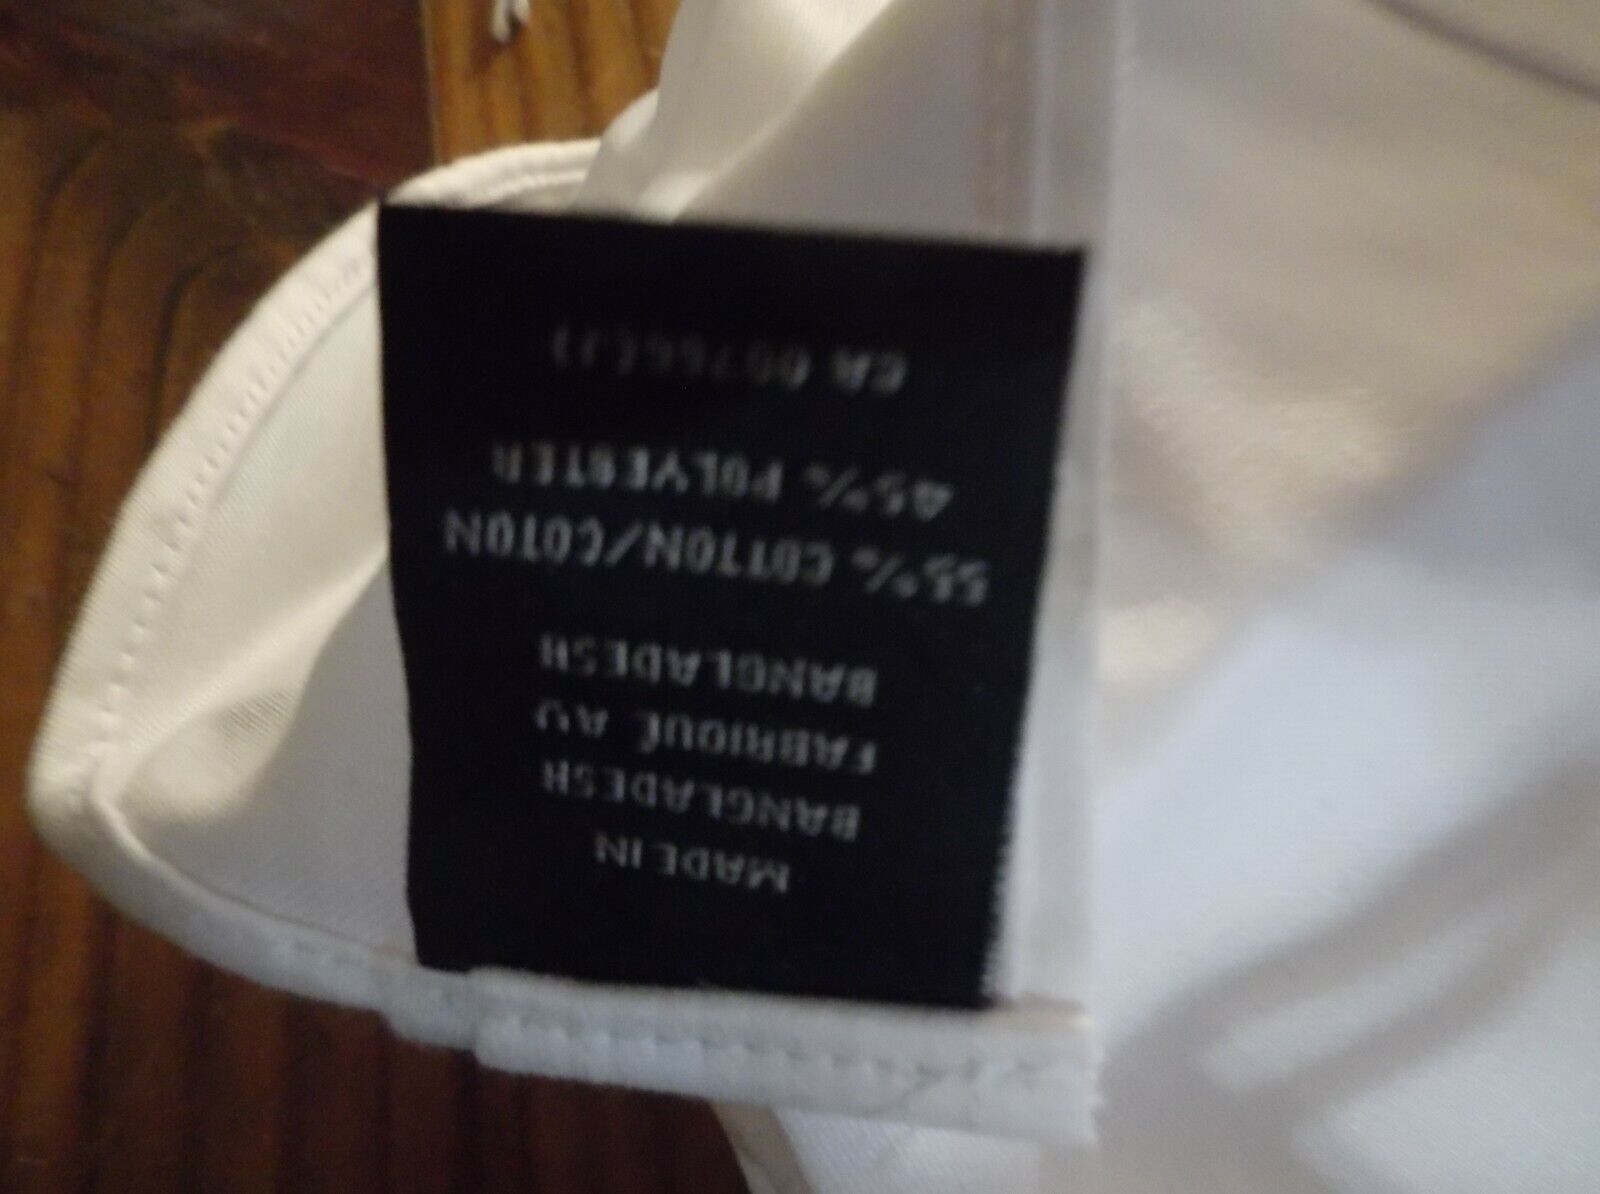 MADE IN
BANGLADESH
FABRIQUÉ AU
BANGLADESH
55% COTTON/COTON
45% POLYESTER
CA